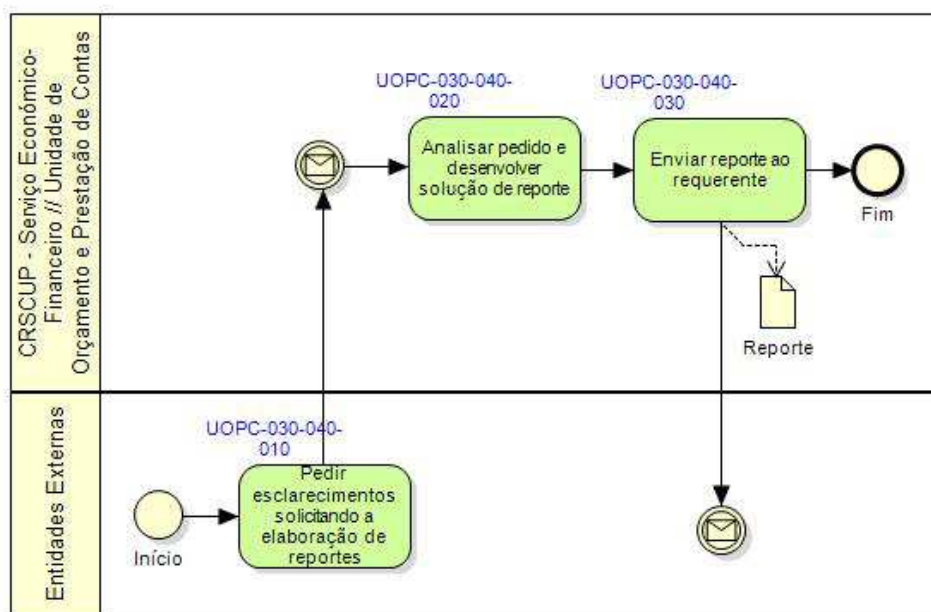 CRSCUP - Serviço Económico-
Financeiro // Unidade de
Orçamento e Prestação de Contas
UOPC-030-040-
020
Analisar pedido e
desenvolver
solução de reporte
UOPC-030-040-
030
Enviar reporte ao
requerente
Fim
Reporte
Entidades Externas
Início
UOPC-030-040-
010
Pedir
esclarecimentos
solicitando a
elaboração de
reportes